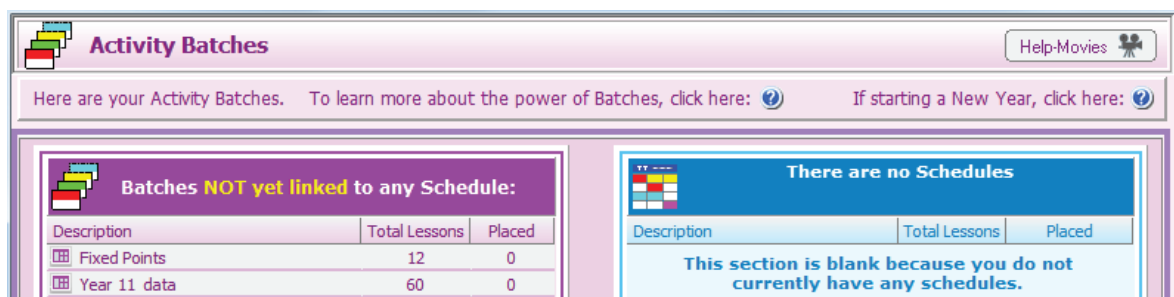 Activity Batches
Help-Movies
Here are your Activity Batches. To learn more about the power of Batches, click here: If starting a New Year, click here:
Batches NOT yet linked to any Schedule:
Description Total Lessons Placed
Fixed Points 12 0
Year 11 data 60 0
There are no Schedules
Description Total Lessons Placed
This section is blank because you do not
currently have any schedules.